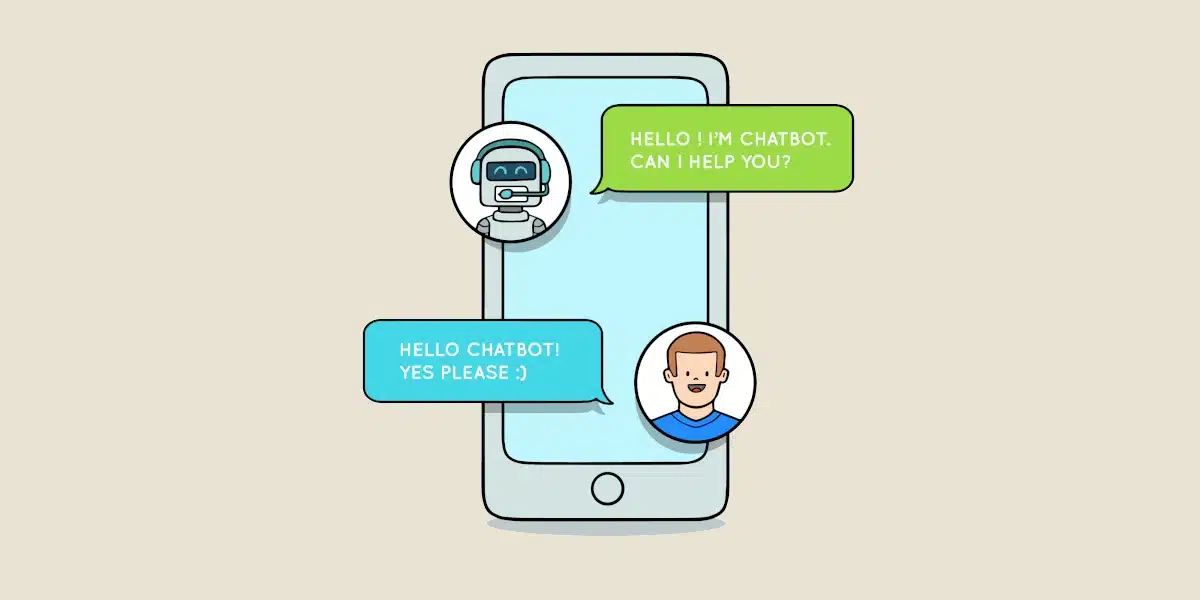 HELLO ! I'M CHATBOT.
CAN I HELP YOU?
HELLO CHATBOT!
YES PLEASE :)